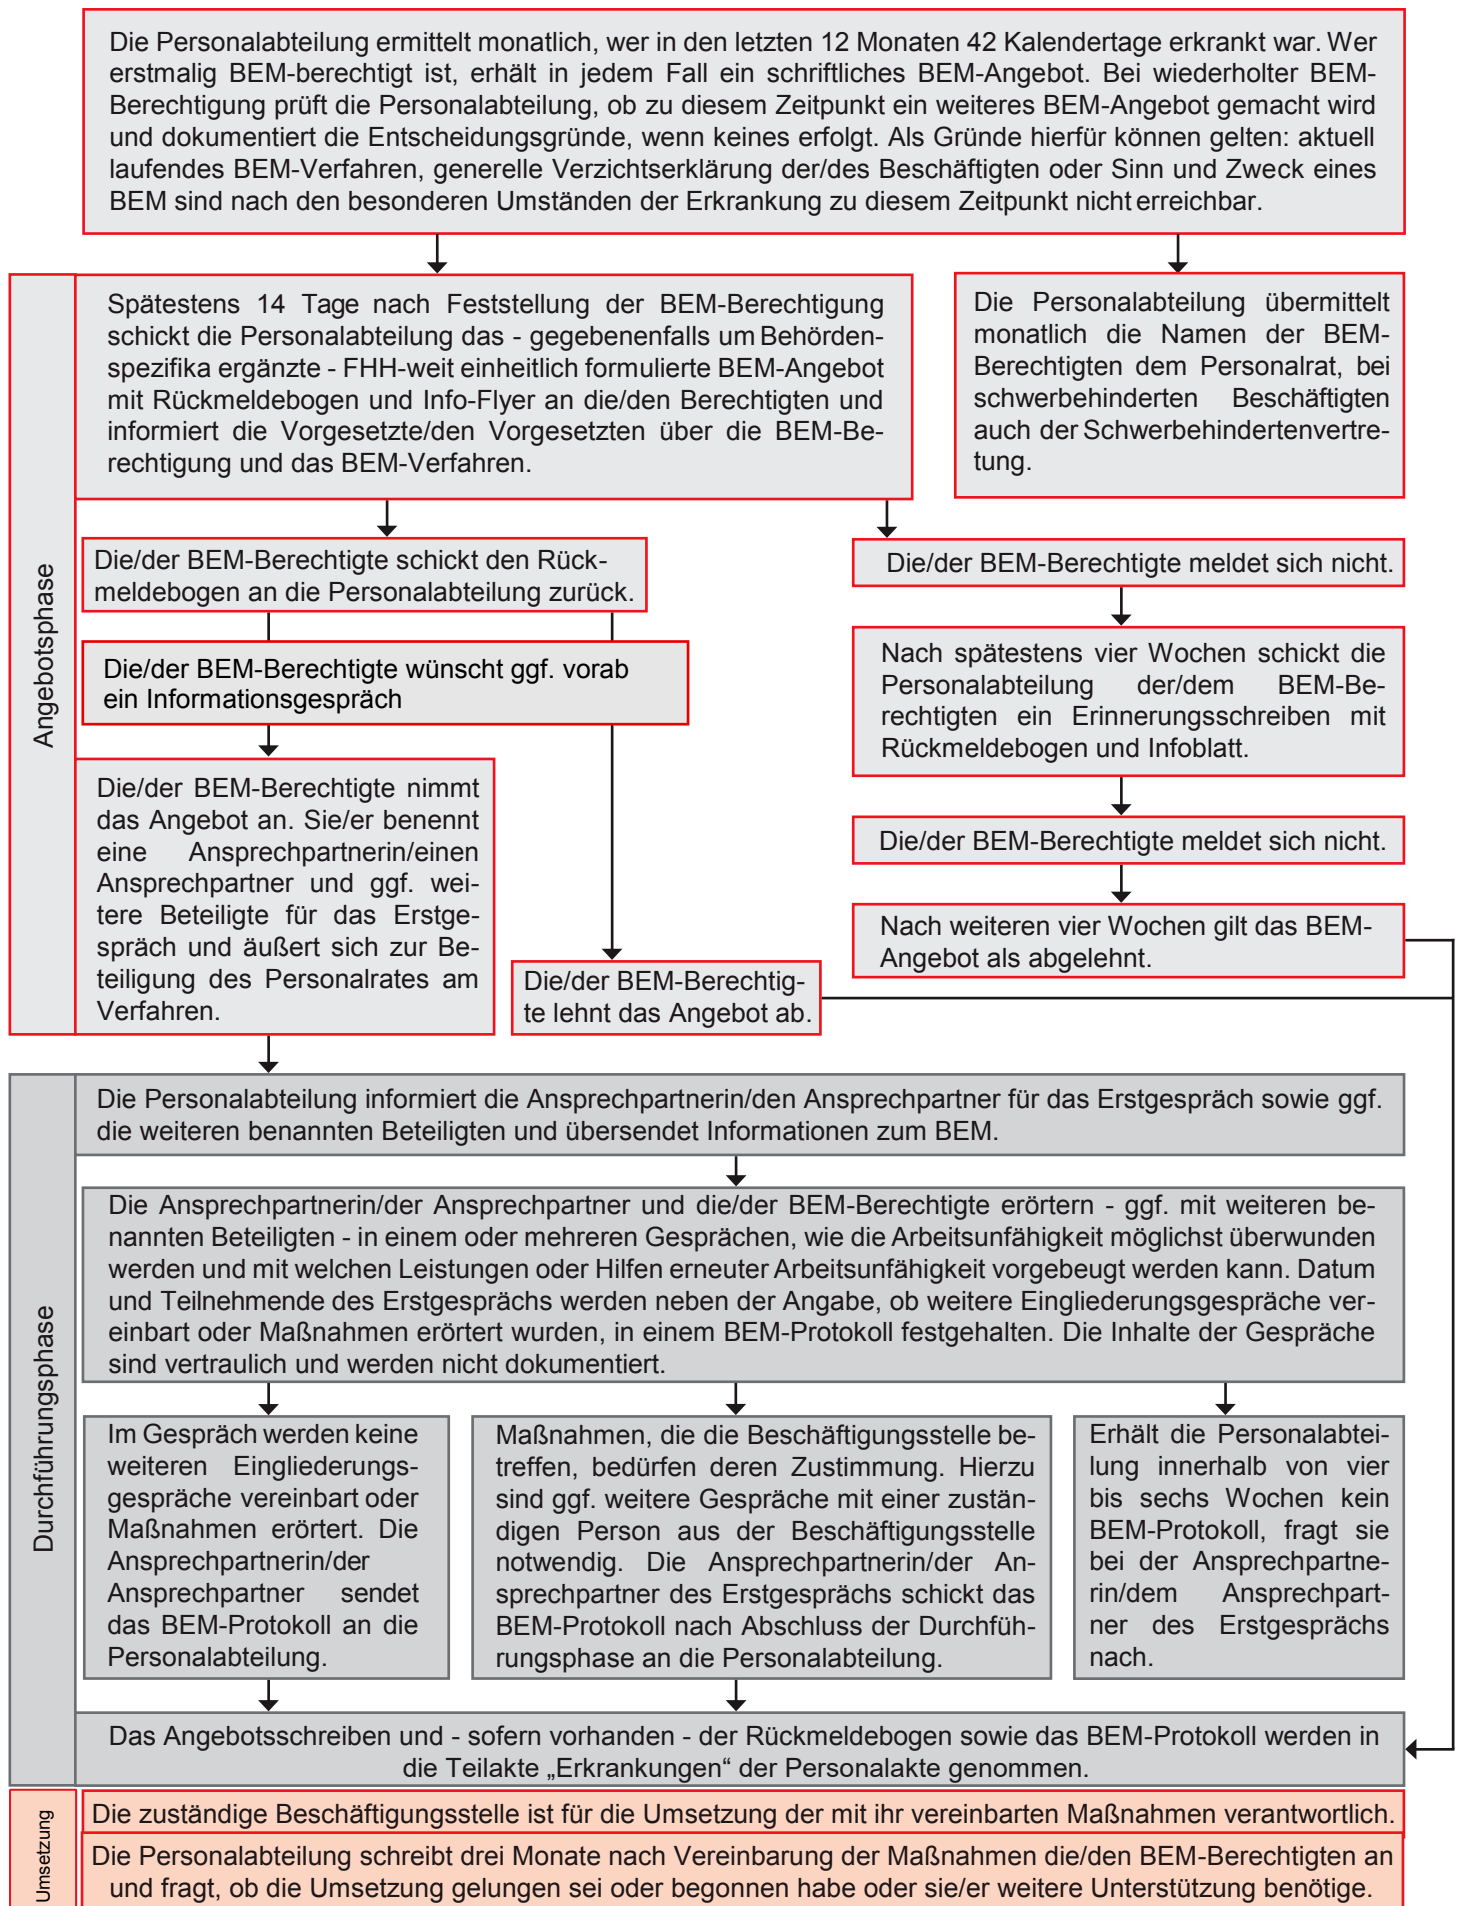 Die Personalabteilung ermittelt monatlich, wer in den letzten 12 Monaten 42 Kalendertage erkrankt war. Wer
erstmalig BEM-berechtigt ist, erhält in jedem Fall ein schriftliches BEM-Angebot. Bei wiederholter BEM-
Berechtigung prüft die Personalabteilung, ob zu diesem Zeitpunkt ein weiteres BEM-Angebot gemacht wird
und dokumentiert die Entscheidungsgründe, wenn keines erfolgt. Als Gründe hierfür können gelten: aktuell
laufendes BEM-Verfahren, generelle Verzichtserklärung der/des Beschäftigten oder Sinn und Zweck eines
BEM sind nach den besonderen Umständen der Erkrankung zu diesem Zeitpunkt nicht erreichbar.
Angebotsphase
Spätestens 14 Tage nach Feststellung der BEM-Berechtigung
schickt die Personalabteilung das - gegebenenfalls um Behörden-
spezifika ergänzte - FHH-weit einheitlich formulierte BEM-Angebot
mit Rückmeldebogen und Info-Flyer an die/den Berechtigten und
informiert die Vorgesetzte/den Vorgesetzten über die BEM-Be-
rechtigung und das BEM-Verfahren.
Die Personalabteilung übermittelt
monatlich die Namen der BEM-
Berechtigten dem Personalrat, bei
schwerbehinderten Beschäftigten
auch der Schwerbehindertenvertre-
tung.
Die/der BEM-Berechtigte schickt den Rück-
meldebogen an die Personalabteilung zurück.
Die/der BEM-Berechtigte wünscht ggf. vorab
ein Informationsgespräch
Die/der BEM-Berechtigte nimmt
das Angebot an. Sie/er benennt
eine Ansprechpartnerin/einen
Ansprechpartner und ggf. wei-
tere Beteiligte für das Erstge-
spräch und äußert sich zur Be-
teiligung des Personalrates am
Verfahren.
Die/der BEM-Berechtig-
te lehnt das Angebot ab.
Die/der BEM-Berechtigte meldet sich nicht.
Nach spätestens vier Wochen schickt die
Personalabteilung der/dem BEM-Be-
rechtigten ein Erinnerungsschreiben mit
Rückmeldebogen und Infoblatt.
Die/der BEM-Berechtigte meldet sich nicht.
Nach weiteren vier Wochen gilt das BEM-
Angebot als abgelehnt.
Durchführungsphase
Die Personalabteilung informiert die Ansprechpartnerin/den Ansprechpartner für das Erstgespräch sowie ggf.
die weiteren benannten Beteiligten und übersendet Informationen zum BEM.
Die Ansprechpartnerin/der Ansprechpartner und die/der BEM-Berechtigte erörtern - ggf. mit weiteren be-
nannten Beteiligten - in einem oder mehreren Gesprächen, wie die Arbeitsunfähigkeit möglichst überwunden
werden und mit welchen Leistungen oder Hilfen erneuter Arbeitsunfähigkeit vorgebeugt werden kann. Datum
und Teilnehmende des Erstgesprächs werden neben der Angabe, ob weitere Eingliederungsgespräche ver-
einbart oder Maßnahmen erörtert wurden, in einem BEM-Protokoll festgehalten. Die Inhalte der Gespräche
sind vertraulich und werden nicht dokumentiert.
Im Gespräch werden keine
weiteren Eingliederungs-
gespräche vereinbart oder
Maßnahmen erörtert. Die
Ansprechpartnerin/der
Ansprechpartner sendet
das BEM-Protokoll an die
Personalabteilung.
Maßnahmen, die die Beschäftigungsstelle be-
treffen, bedürfen deren Zustimmung. Hierzu
sind ggf. weitere Gespräche mit einer zustän-
digen Person aus der Beschäftigungsstelle
notwendig. Die Ansprechpartnerin/der An-
sprechpartner des Erstgesprächs schickt das
BEM-Protokoll nach Abschluss der Durchfüh-
rungsphase an die Personalabteilung.
Erhält die Personalabtei-
lung innerhalb von vier
bis sechs Wochen kein
BEM-Protokoll, fragt sie
bei der Ansprechpartne-
rin/dem Ansprechpart-
ner des Erstgesprächs
nach.
Das Angebotsschreiben und - sofern vorhanden - der Rückmeldebogen sowie das BEM-Protokoll werden in
die Teilakte „Erkrankungen“ der Personalakte genommen.
Umsetzung
Die zuständige Beschäftigungsstelle ist für die Umsetzung der mit ihr vereinbarten Maßnahmen verantwortlich.
Die Personalabteilung schreibt drei Monate nach Vereinbarung der Maßnahmen die/den BEM-Berechtigten an
und fragt, ob die Umsetzung gelungen sei oder begonnen habe oder sie/er weitere Unterstützung benötige.